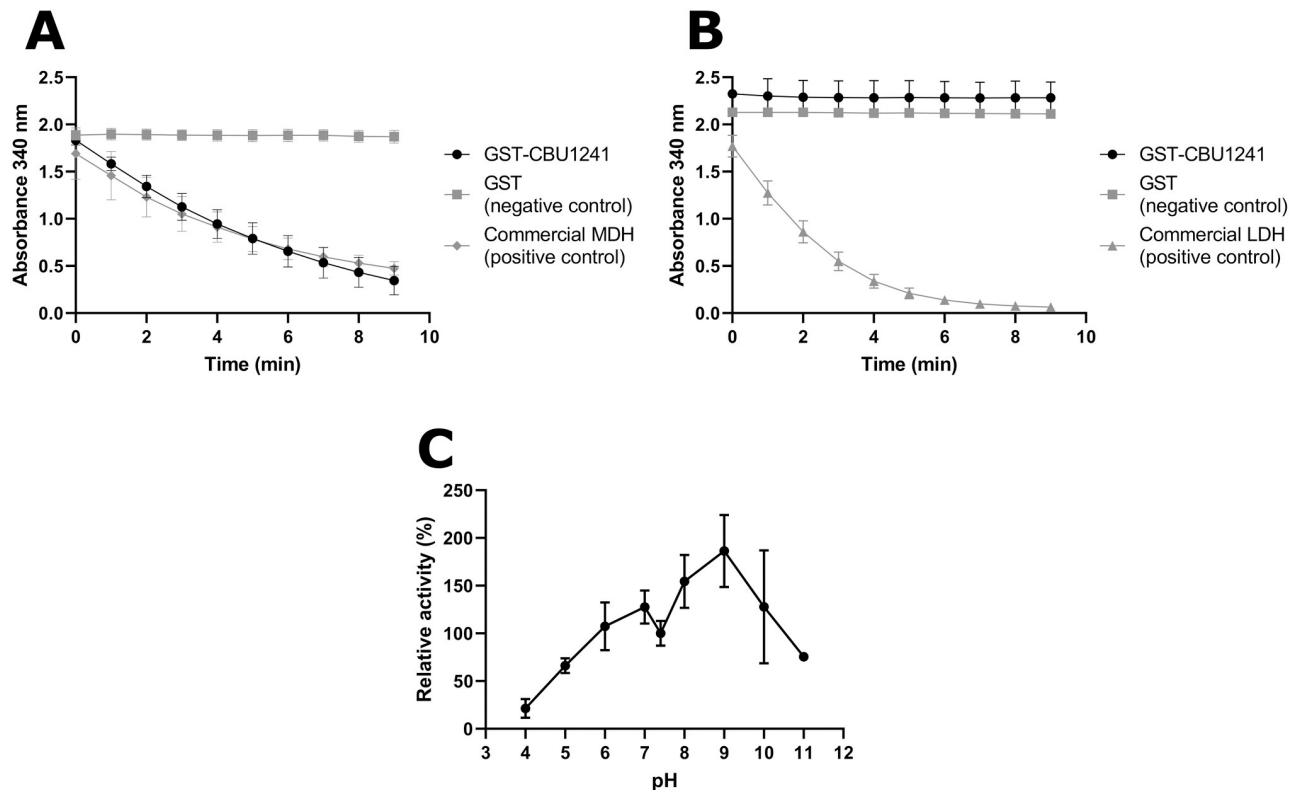 A
2.5
2.0
1.5
1.0
0.5
0.0
Absorbance 340 nm
0 2 4 6 8 10
Time (min)
GST-CBU1241
GST
(negative control)
Commercial MDH
(positive control)
B
2.5
2.0
1.5
1.0
0.5
0.0
Absorbance 340 nm
0 2 4 6 8 10
Time (min)
GST-CBU1241
GST
(negative control)
Commercial LDH
(positive control)
C
250
200
150
100
50
0
Relative activity (%)
3 4 5 6 7 8 9 10 11 12
pH